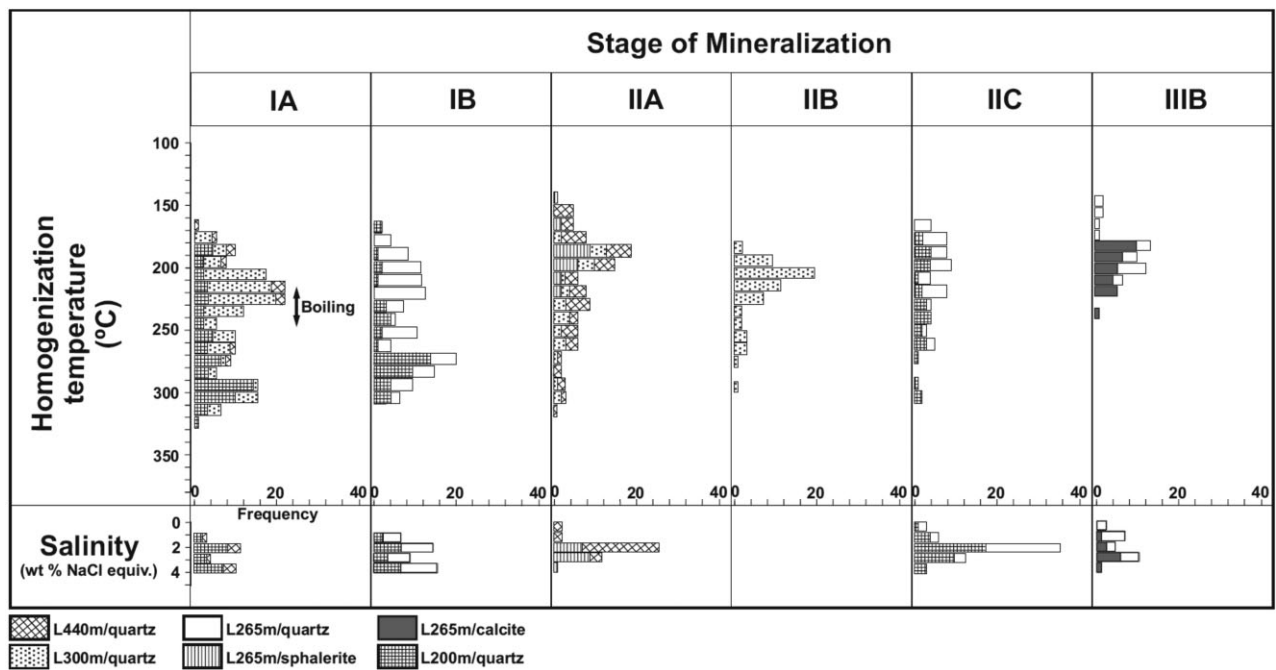 Stage of Mineralization
IA IB IIA IIB IIC IIIB
Homogenization temperature (ºC)
100
150
200
250
300
350
Boiling
0 20 40 0 20 40 0 20 40 0 20 40 0 20 40 0 20 40
Frequency
Salinity
(wt % NaCl equiv.)
0
2
4
L440m/quartz L265m/quartz L265m/calcite
L300m/quartz L265m/sphalerite L200m/quartz